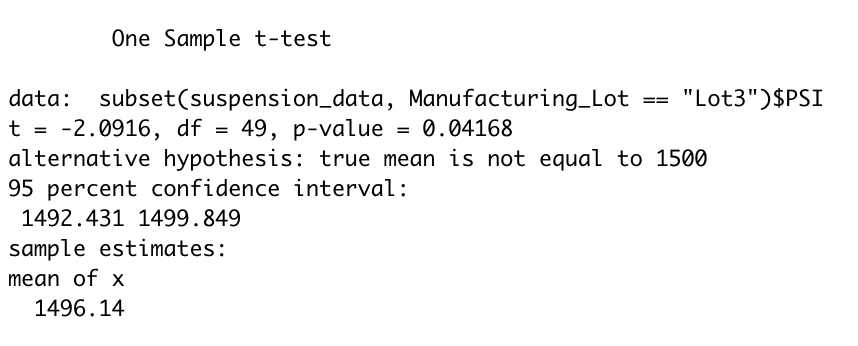 One Sample t-test
data:  subset(suspension_data, Manufacturing_Lot == "Lot3")$PSI
t = -2.0916, df = 49, p-value = 0.04168
alternative hypothesis: true mean is not equal to 1500
95 percent confidence interval:
1492.431 1499.849
sample estimates:
mean of x
1496.14